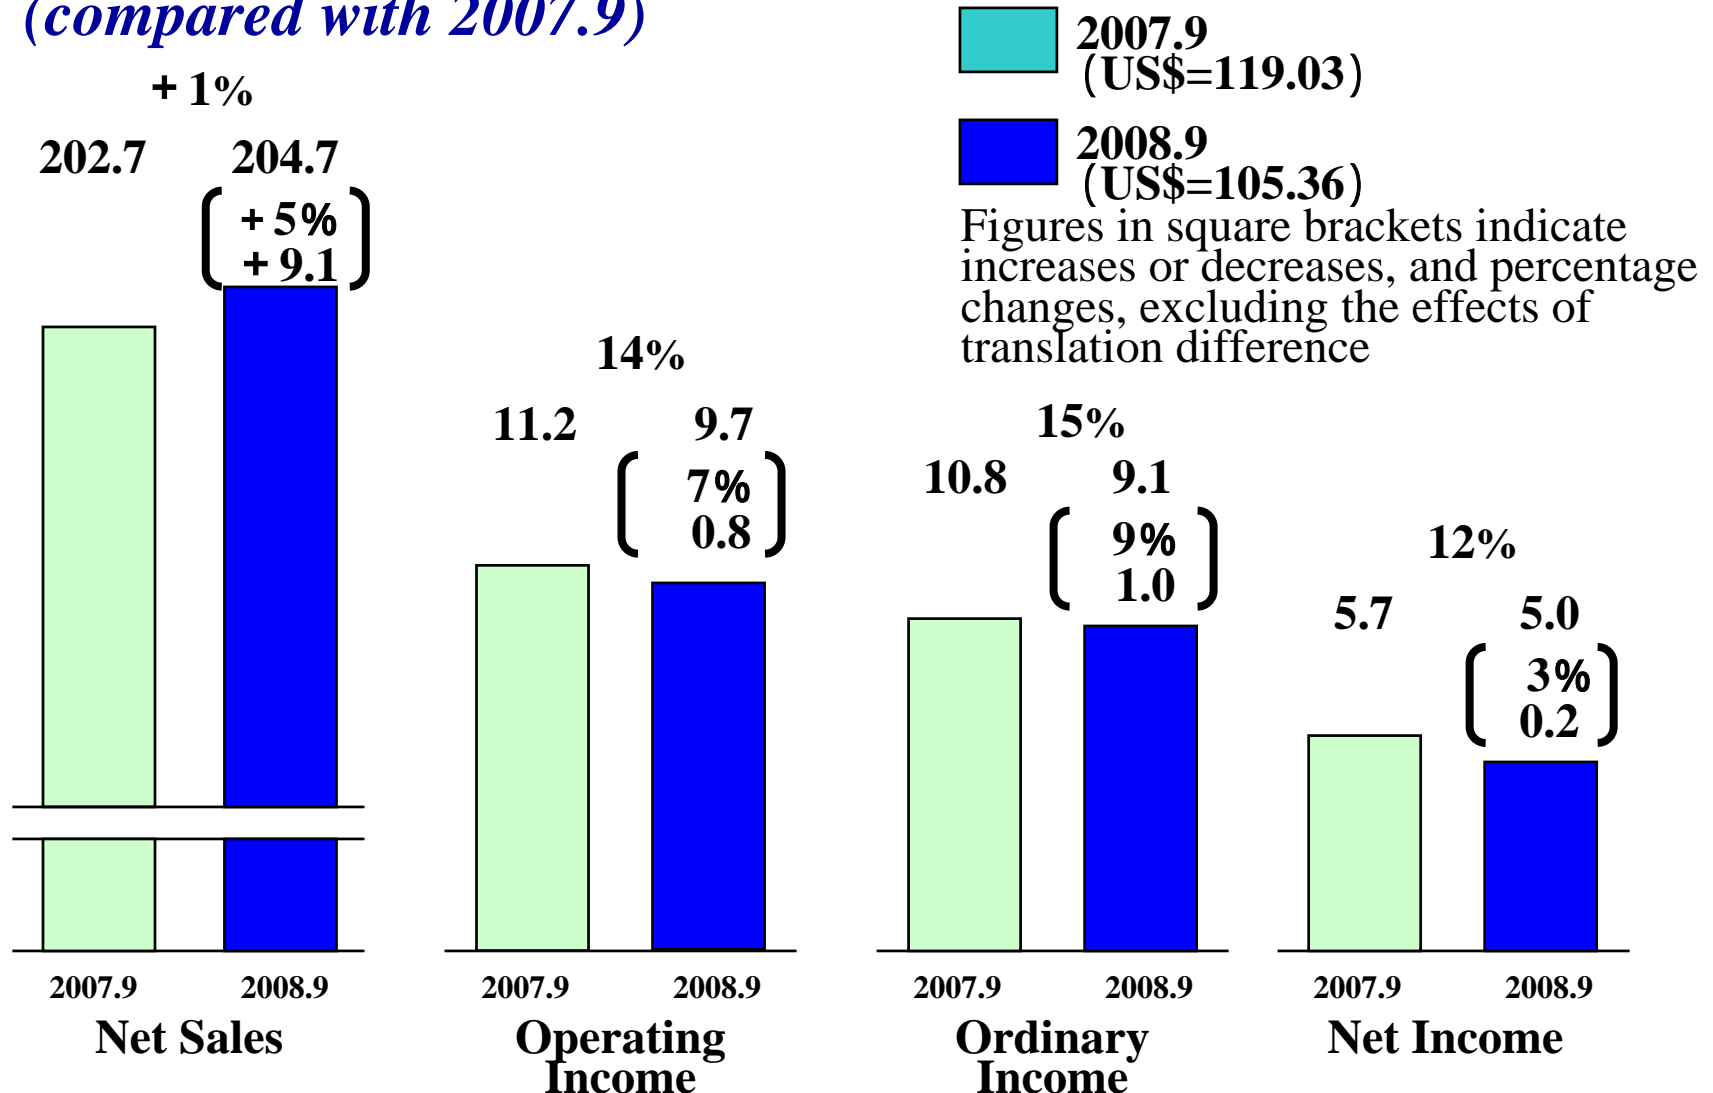 (compared with 2007.9)
2007.9
(US$=119.03)
2008.9
(US$=105.36)
Figures in square brackets indicate
increases or decreases, and percentage
changes, excluding the effects of
translation difference
+1%
202.7 204.7
+5%
+9.1
14%
11.2 9.7
7%
0.8
15%
10.8 9.1
9%
1.0
12%
5.7 5.0
3%
0.2
2007.9 2008.9 2007.9 2008.9 2007.9 2008.9 2007.9 2008.9
Net Sales
Operating
Income
Ordinary
Income
Net Income